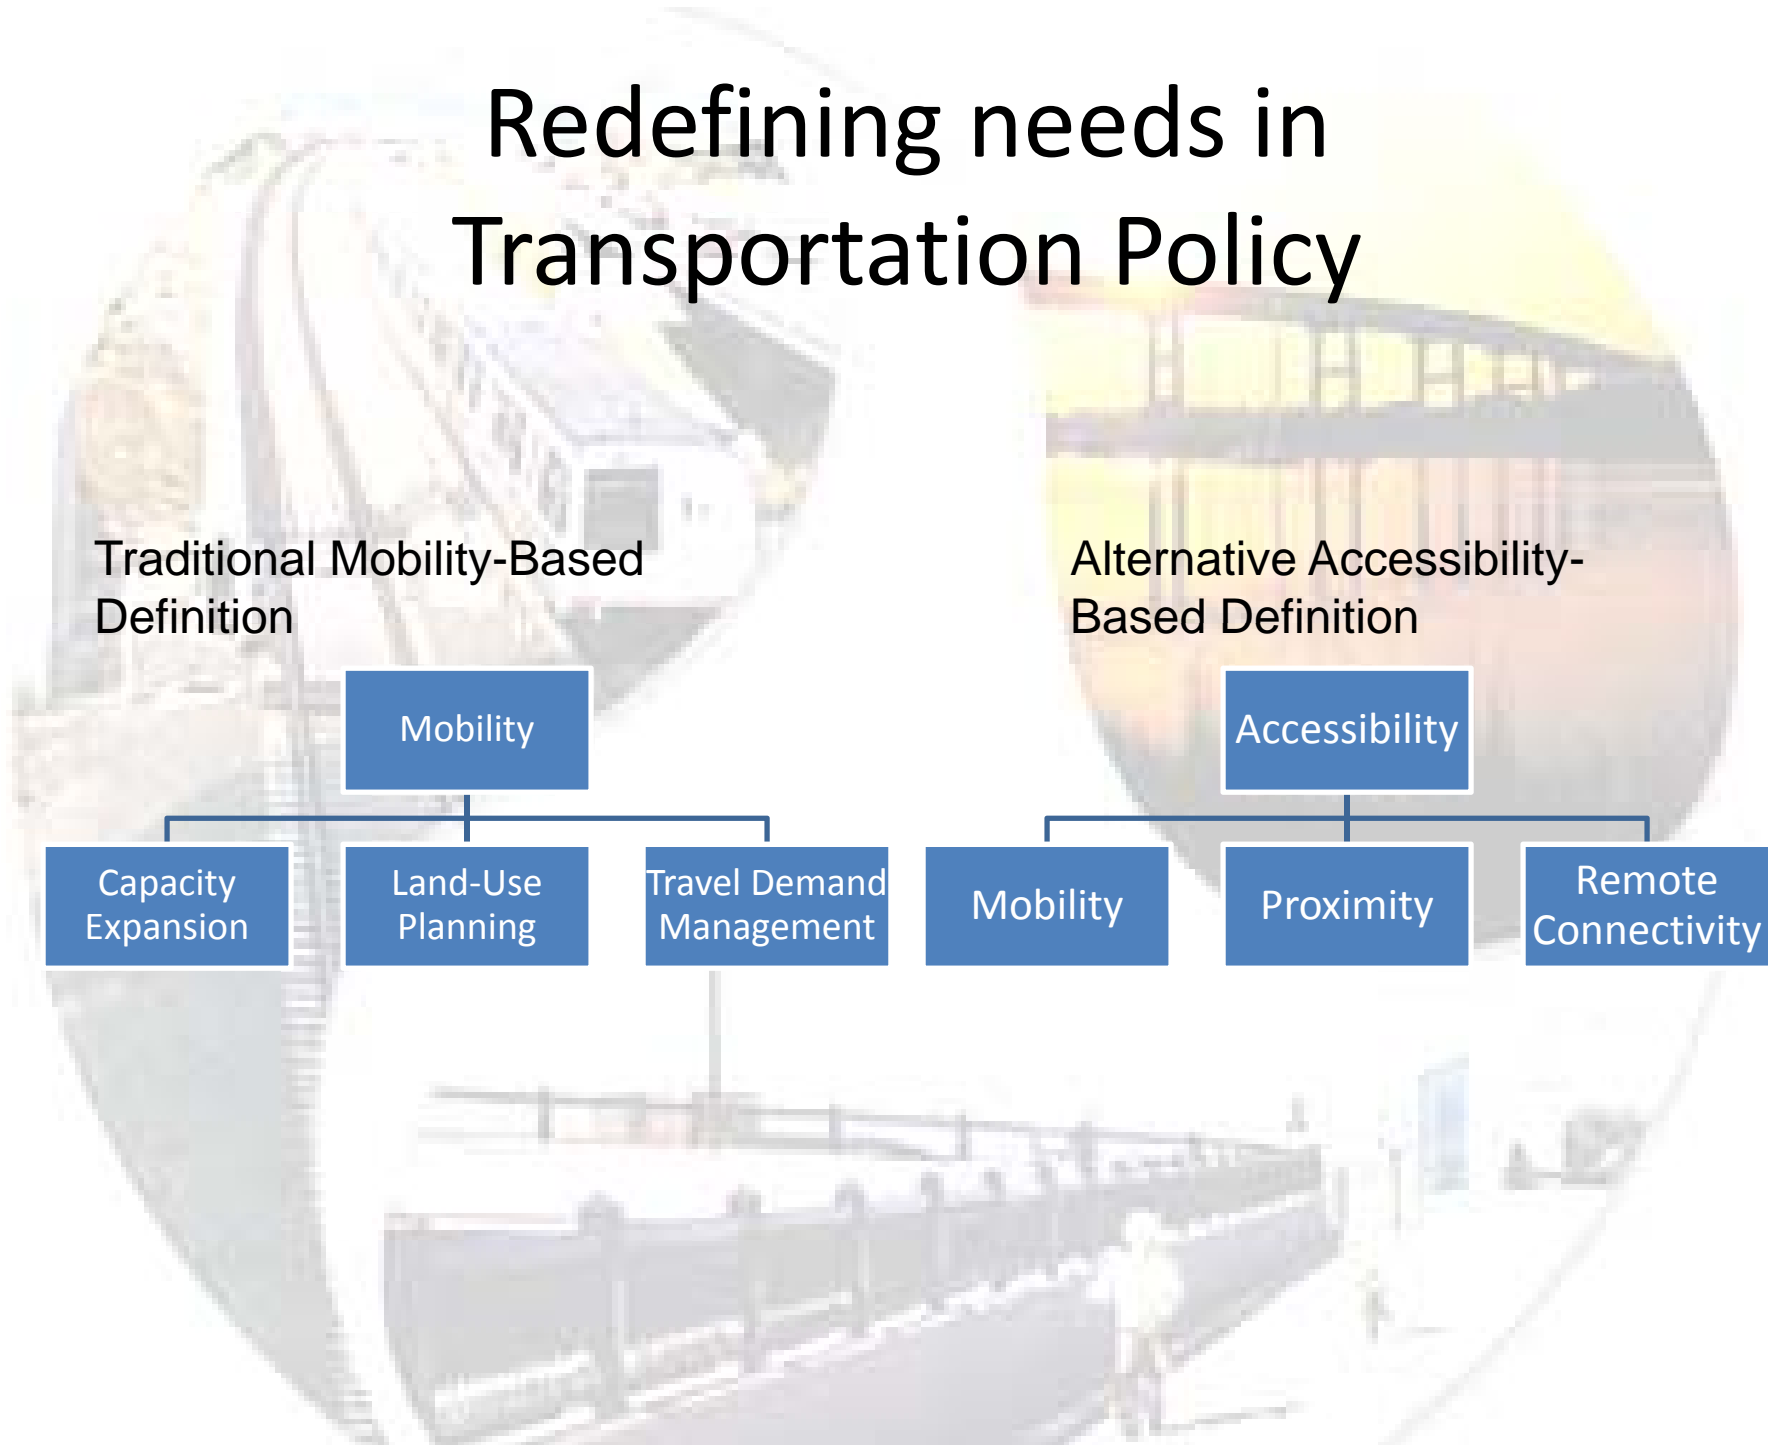 Redefining needs in
Transportation Policy
Traditional Mobility-Based
Definition
Mobility
Capacity
Expansion
Land-Use
Planning
Travel Demand
Management
Alternative Accessibility-
Based Definition
Accessibility
Mobility
Proximity
Remote
Connectivity